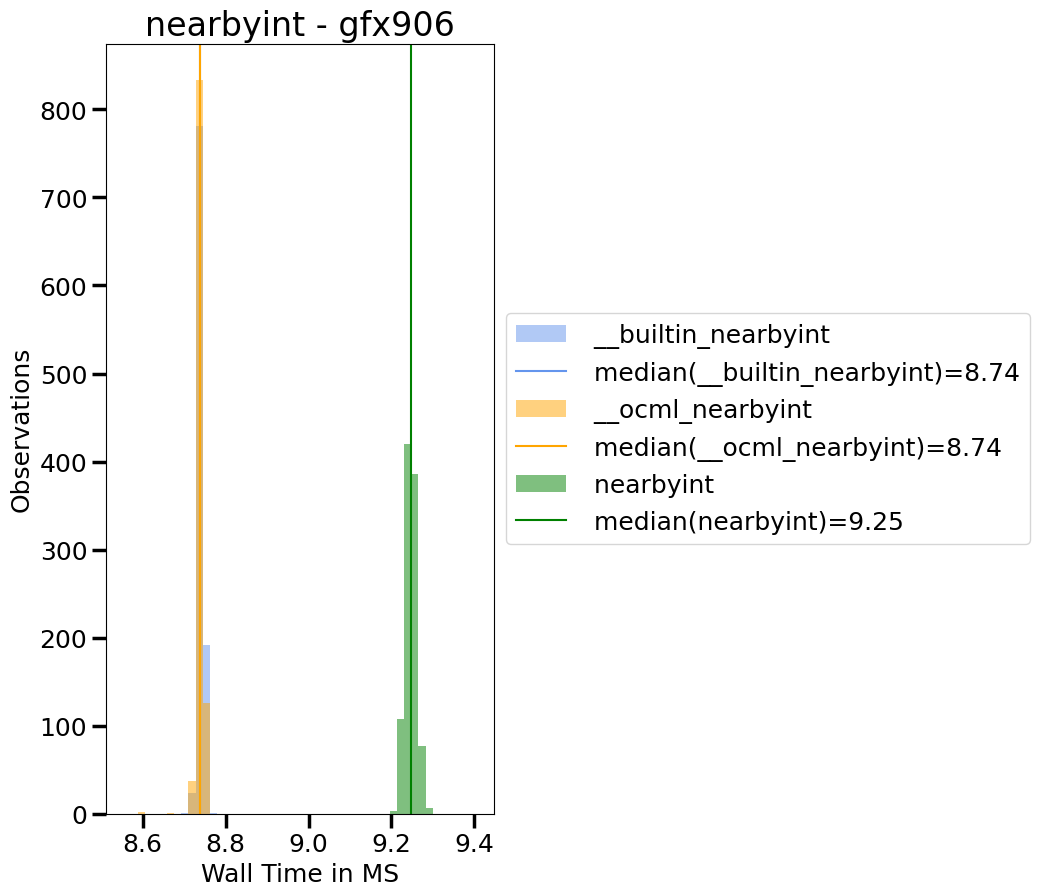 nearbyint - gfx906
Observations
800
700
600
500
400
300
200
100
0
8.6 8.8 9.0 9.2 9.4
Wall Time in MS
__builtin_nearbyint
median(__builtin_nearbyint)=8.74
__ocml_nearbyint
median(__ocml_nearbyint)=8.74
nearbyint
median(nearbyint)=9.25